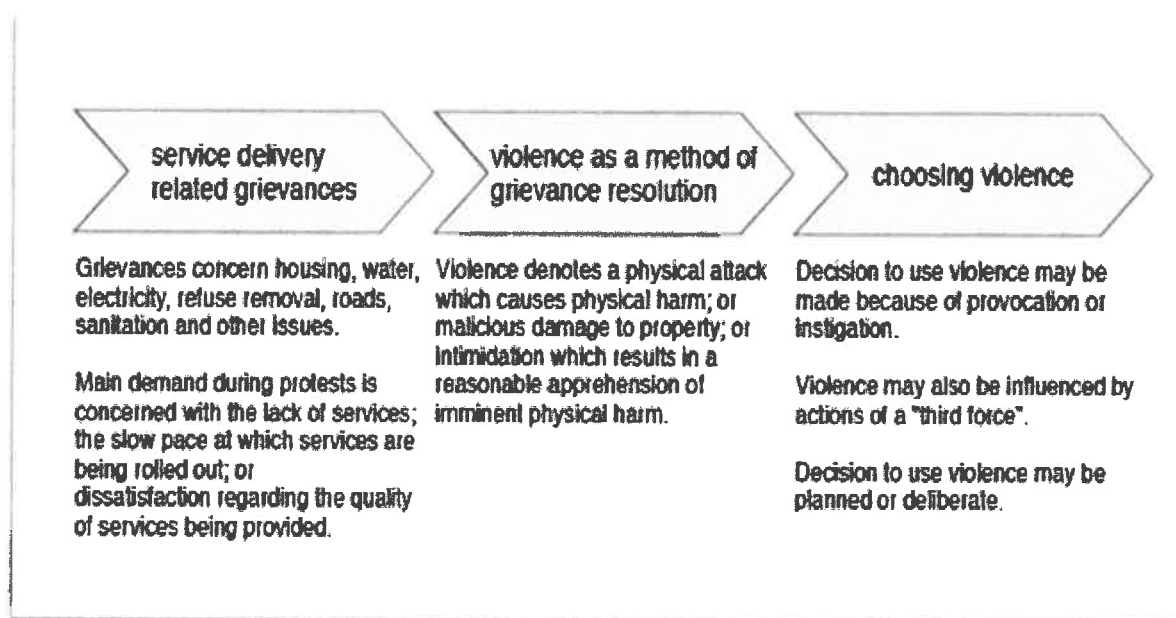 service delivery
related grievances
Grievances concern housing, water,
electricity, refuse removal, roads,
sanitation and other issues.
Main demand during protests is
concerned with the lack of services;
the slow pace at which services are
being rolled out; or
dissatisfaction regarding the quality
of services being provided.
violence as a method of
grievance resolution
Violence denotes a physical attack
which causes physical harm; or
malicious damage to property; or
intimidation which results in a
reasonable apprehension of
imminent physical harm.
choosing violence
Decision to use violence may be
made because of provocation or
instigation.
Violence may also be influenced by
actions of a "third force".
Decision to use violence may be
planned or deliberate.